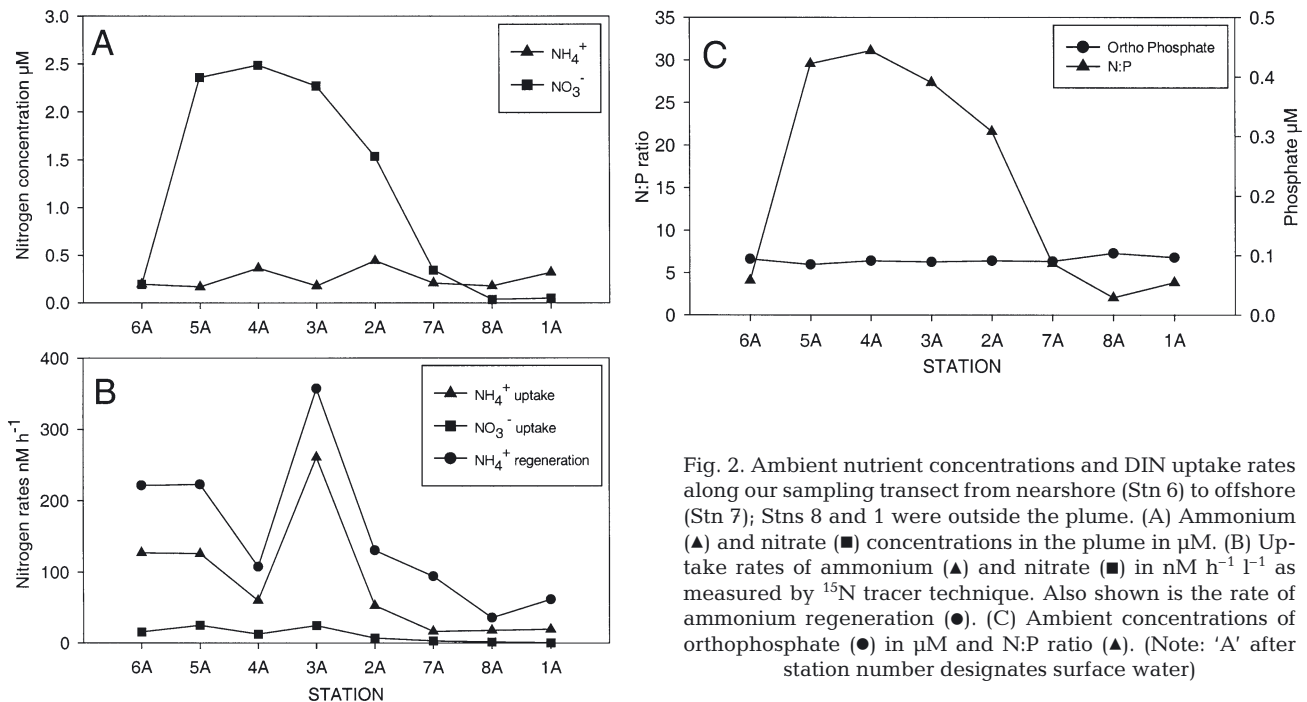 A
Nitrogen concentration µM
3.0
2.5
2.0
1.5
1.0
0.5
0.0
NH₄⁺
NO₃⁻
6A 5A 4A 3A 2A 7A 8A 1A
B
Nitrogen rates nM h⁻¹
400
300
200
100
0
NH₄⁺ uptake
NO₃⁻ uptake
NH₄⁺ regeneration
6A 5A 4A 3A 2A 7A 8A 1A
STATION
C
N:P ratio
35
30
25
20
15
10
5
0
Ortho Phosphate
N:P
0.5
0.4
0.3
0.2
0.1
0.0
Phosphate µM
6A 5A 4A 3A 2A 7A 8A 1A
STATION
Fig. 2. Ambient nutrient concentrations and DIN uptake rates
along our sampling transect from nearshore (Stn 6) to offshore
(Stn 7); Stns 8 and 1 were outside the plume. (A) Ammonium
(▲) and nitrate (■) concentrations in the plume in µM. (B) Up-
take rates of ammonium (▲) and nitrate (■) in nM h⁻¹ l⁻¹ as
measured by ¹⁵N tracer technique. Also shown is the rate of
ammonium regeneration (●). (C) Ambient concentrations of
orthophosphate (●) in µM and N:P ratio (▲). (Note: ‘A’ after
station number designates surface water)